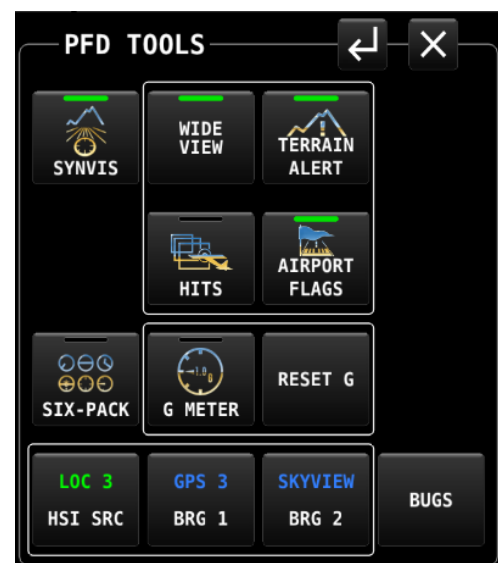 PFD TOOLS
SYNVIS
WIDE
VIEW
TERRAIN
ALERT
HITS
AIRPORT
FLAGS
SIX-PACK
1.0
G
G METER
RESET G
LOC 3
HSI SRC
GPS 3
BRG 1
SKYVIEW
BRG 2
BUGS